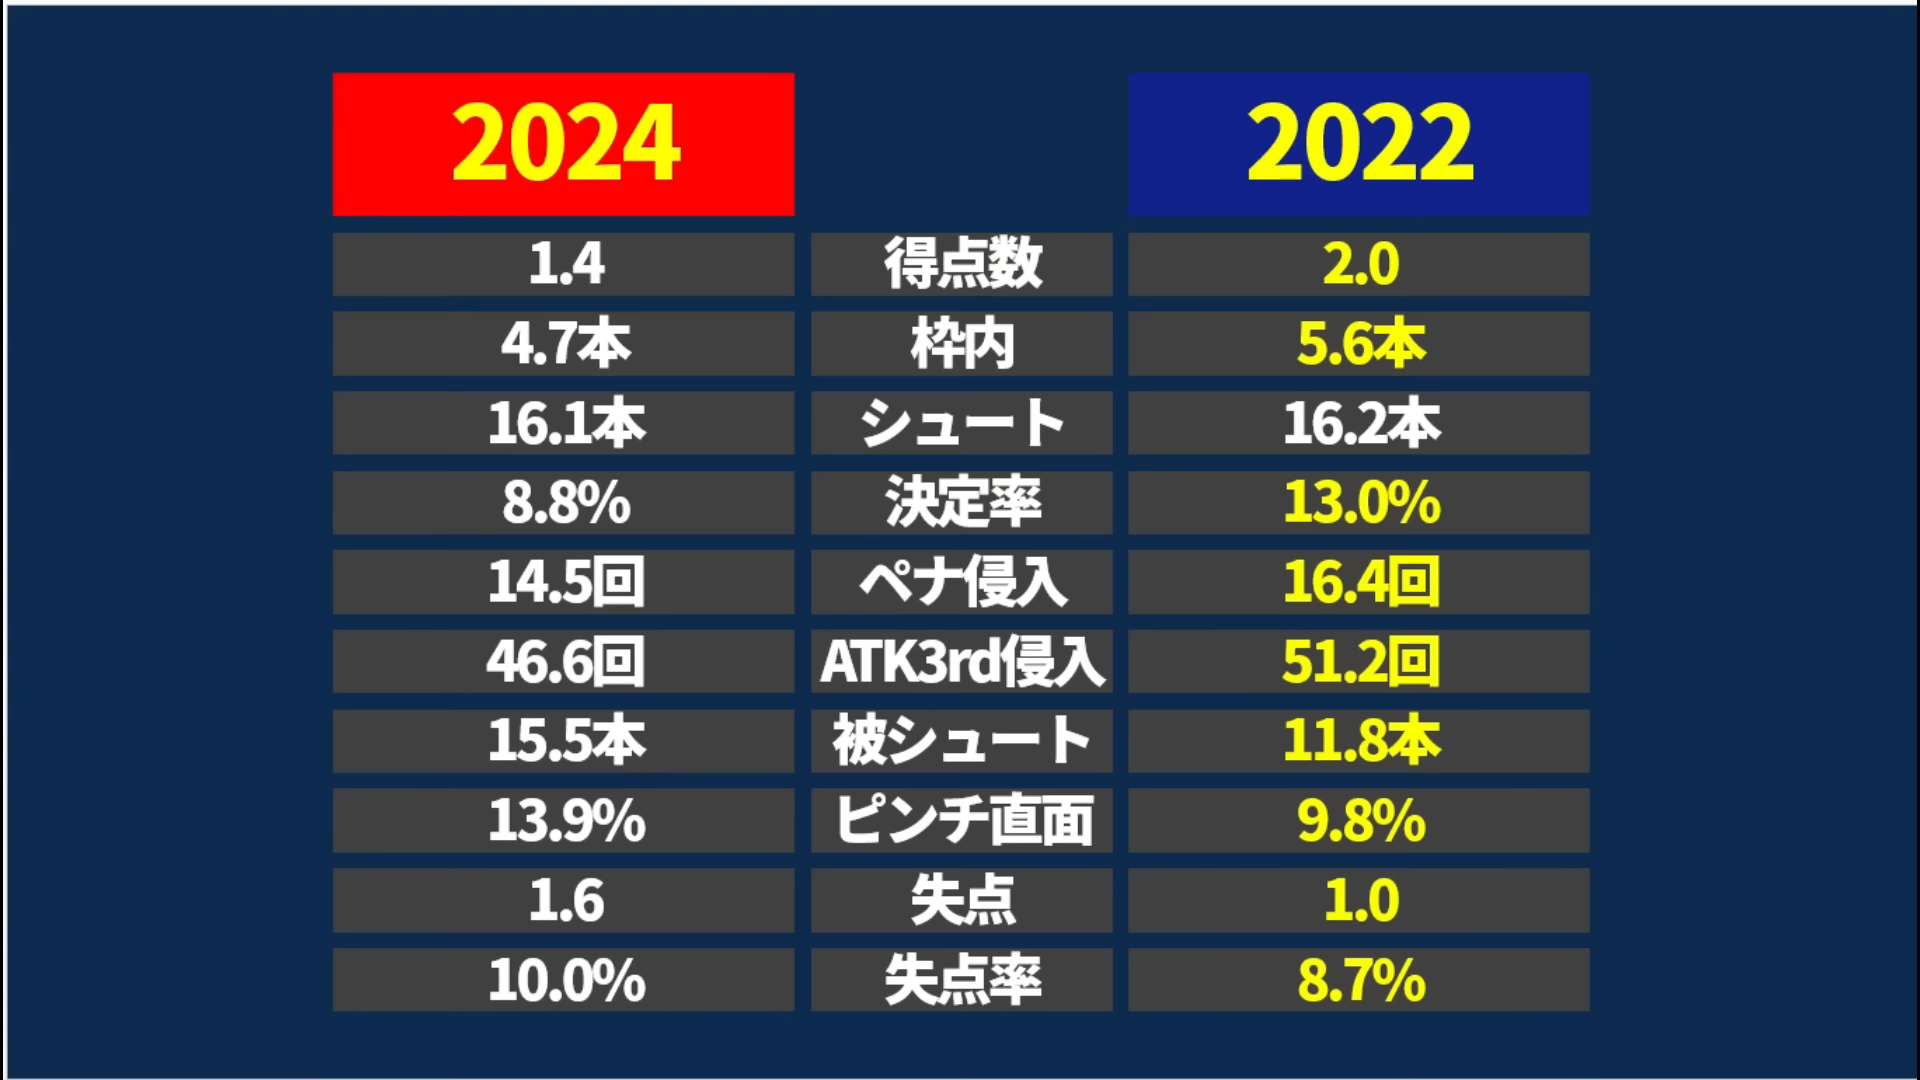 2024 2022
1.4 得点数 2.0
4.7本 枠内 5.6本
16.1本 シュート 16.2本
8.8% 決定率 13.0%
14.5回 ペナ侵入 16.4回
46.6回 ATK3rd侵入 51.2回
15.5本 被シュート 11.8本
13.9% ピンチ直面 9.8%
1.6 失点 1.0
10.0% 失点率 8.7%